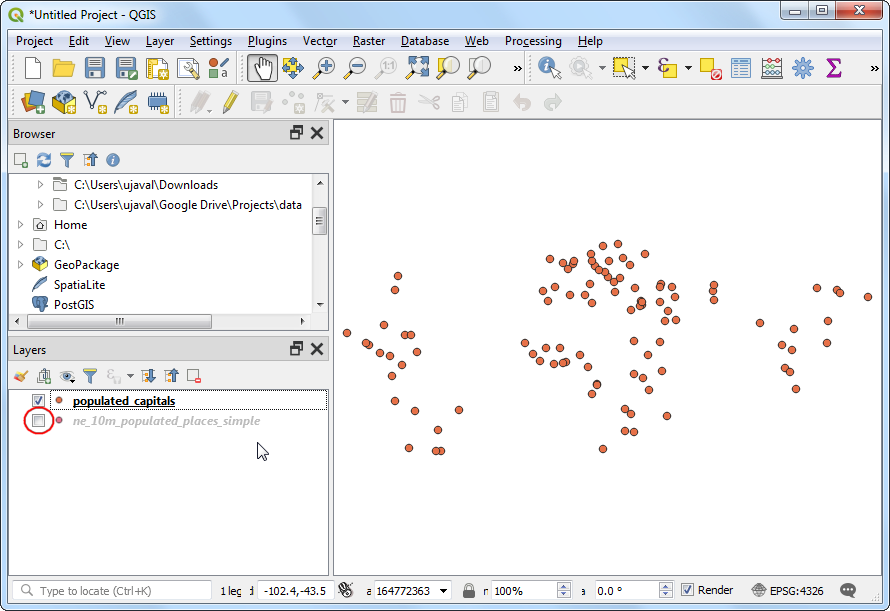 *Untitled Project - QGIS
Project Edit View Layer Settings Plugins Vector Raster Database Web Processing Help
Browser
C:\Users\ujaval\Downloads
C:\Users\ujaval\Google Drive\Projects\data
Home
C:\
GeoPackage
SpatiaLite
PostGIS
Layers
populated_capitals
ne_10m_populated_places_simple
Type to locate (Ctrl+K) 1 leg -102.4,-43.5 a 164772363 100% a 0.0 ° Render EPSG:4326